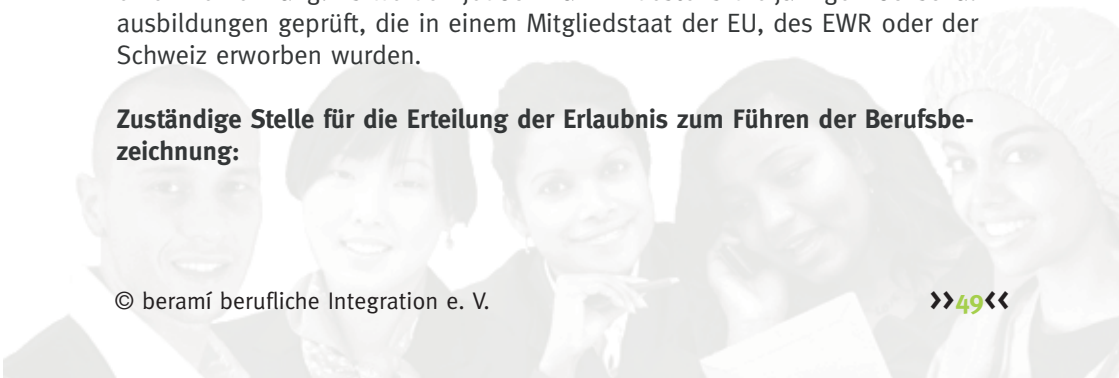 ausbildungen geprüft, die in einem Mitgliedstaat der EU, des EWR oder der
Schweiz erworben wurden.
Zuständige Stelle für die Erteilung der Erlaubnis zum Führen der Berufsbe-
zeichnung:
© beramí berufliche Integration e. V.
>>49<<